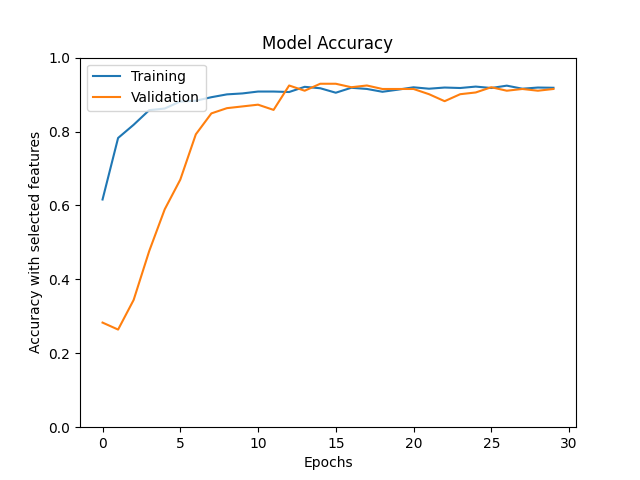 Model Accuracy
Accuracy with selected features
1.0
0.8
0.6
0.4
0.2
0.0
Training
Validation
0 5 10 15 20 25 30
Epochs